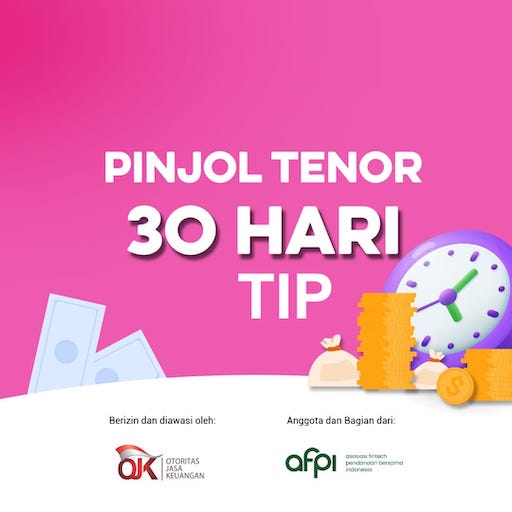 PINJOL TENOR
30 HARI
TIP
Berizin dan diawasi oleh:
Anggota dan Bagian dari:
OJK
OTORITAS
JASA
KEUANGAN
afpi
asosiasi fintech
pendanaan bersama
indonesia